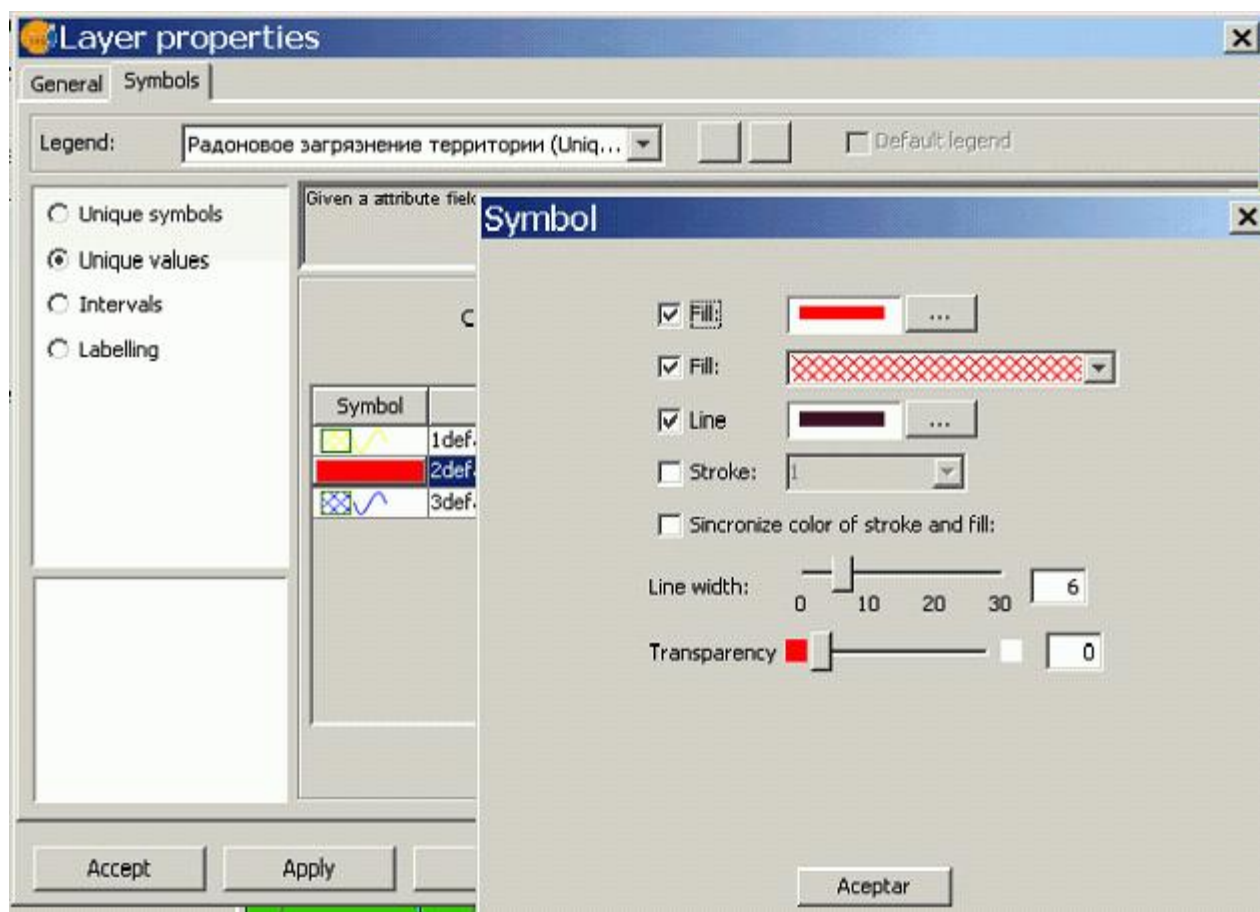 Layer properties
General Symbols
Legend: Радоновое загрязнение территории (Uniq... Default legend
Unique symbols
Unique values
Intervals
Labelling
Given a attribute field
Symbol
Fill: ...
Fill:
Line ...
Stroke: 1
Sincronize color of stroke and fill:
Line width: 6
0 10 20 30
Transparency 0
C
Symbol
1def.
2def.
3def.
Accept Apply
Aceptar